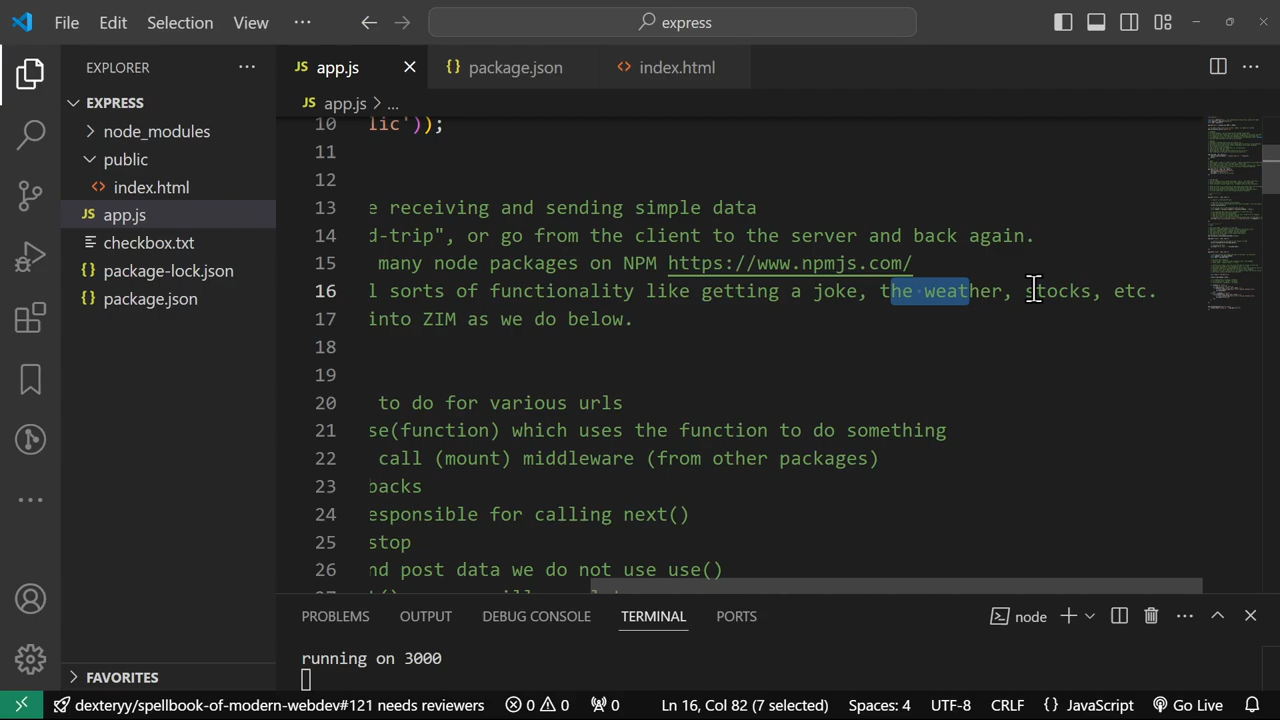 File Edit Selection View ··· express
EXPLORER ···
JS app.js
{} package.json
<> index.html
JS app.js > ...
EXPRESS
node_modules
public
<> index.html
JS app.js
checkbox.txt
{} package-lock.json
{} package.json
FAVORITES
10 lic'));
11
12
13 e receiving and sending simple data
14 d-trip", or go from the client to the server and back again.
15 many node packages on NPM https://www.npmjs.com/
16 l sorts of functionality like getting joke, the weather, stocks, etc.
17 into ZIM as we do below.
18
19
20 to do for various urls
21 se(function) which uses the function to do something
22 call (mount) middleware (from other packages)
23 backs
24 esponsible for calling next()
25 stop
26 nd post data we do not use use()
PROBLEMS OUTPUT DEBUG CONSOLE TERMINAL PORTS node
running on 3000
dexteryy/spellbook-of-modern-webdev#121 needs reviewers 0 0 0 Ln 16, Col 82 (7 selected) Spaces: 4 UTF-8 CRLF {} JavaScript Go Live